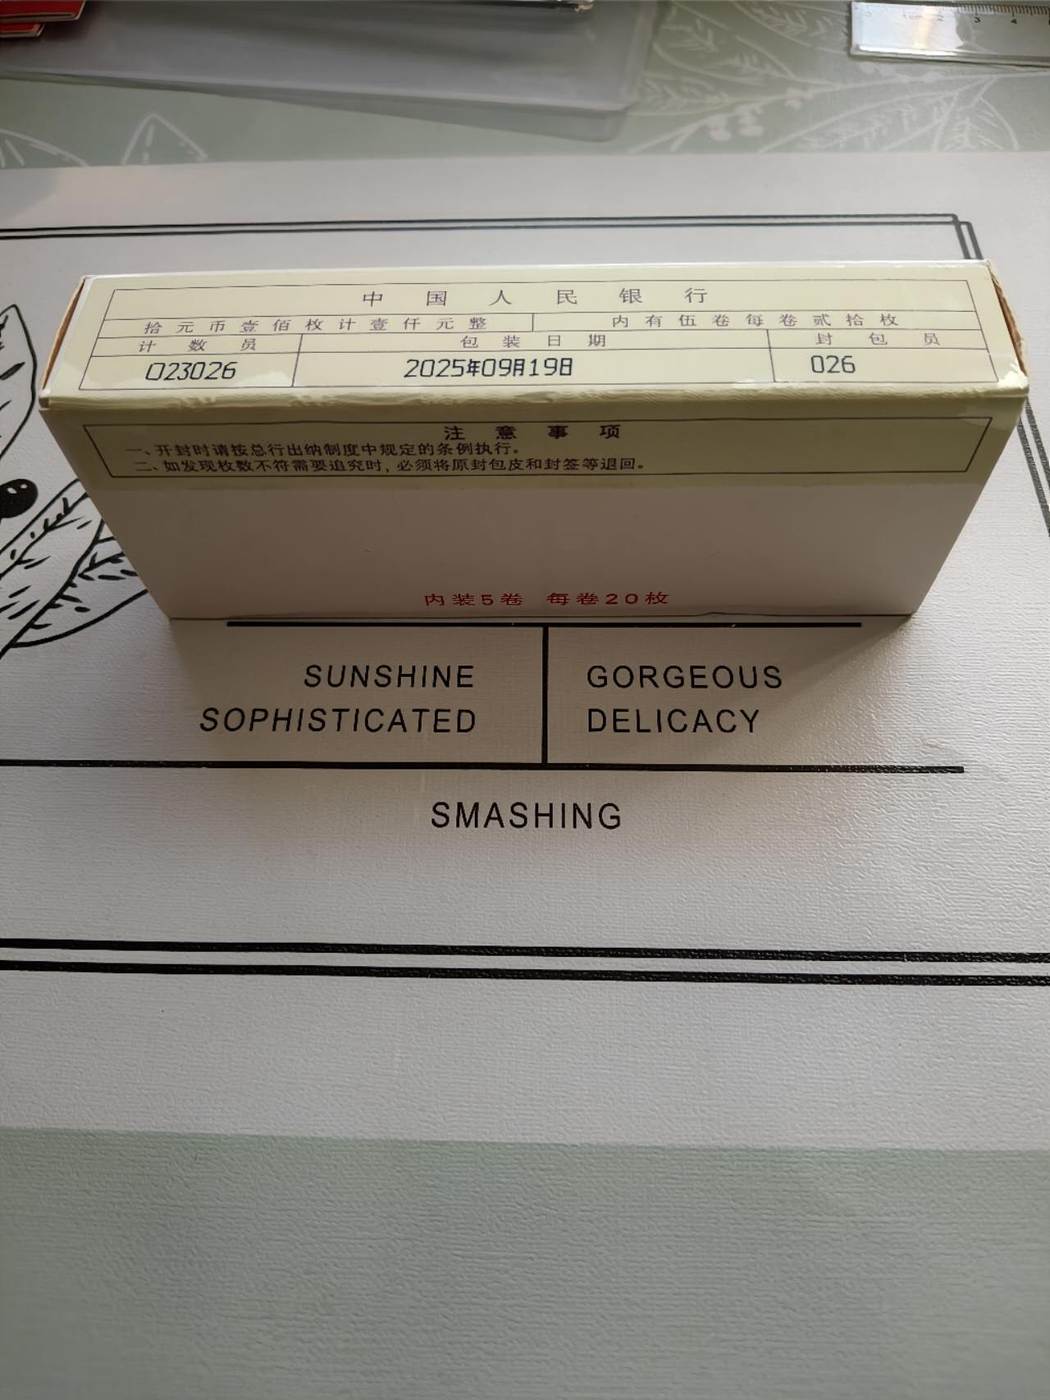 中国人民银行
拾元币壹佰枚计壹仟元整 内有伍卷每卷贰拾枚
计数员 包装日期 封包员
023026 2025年09月19日 026
注意事项
一、开封时请按总行出纳制度中规定的条例执行。
二、如发现枚数不符需要追究时,必须将原封包皮和封签等退回。
内装5卷 每卷20枚
SUNSHINE GORGEOUS
SOPHISTICATED DELICACY
SMASHING